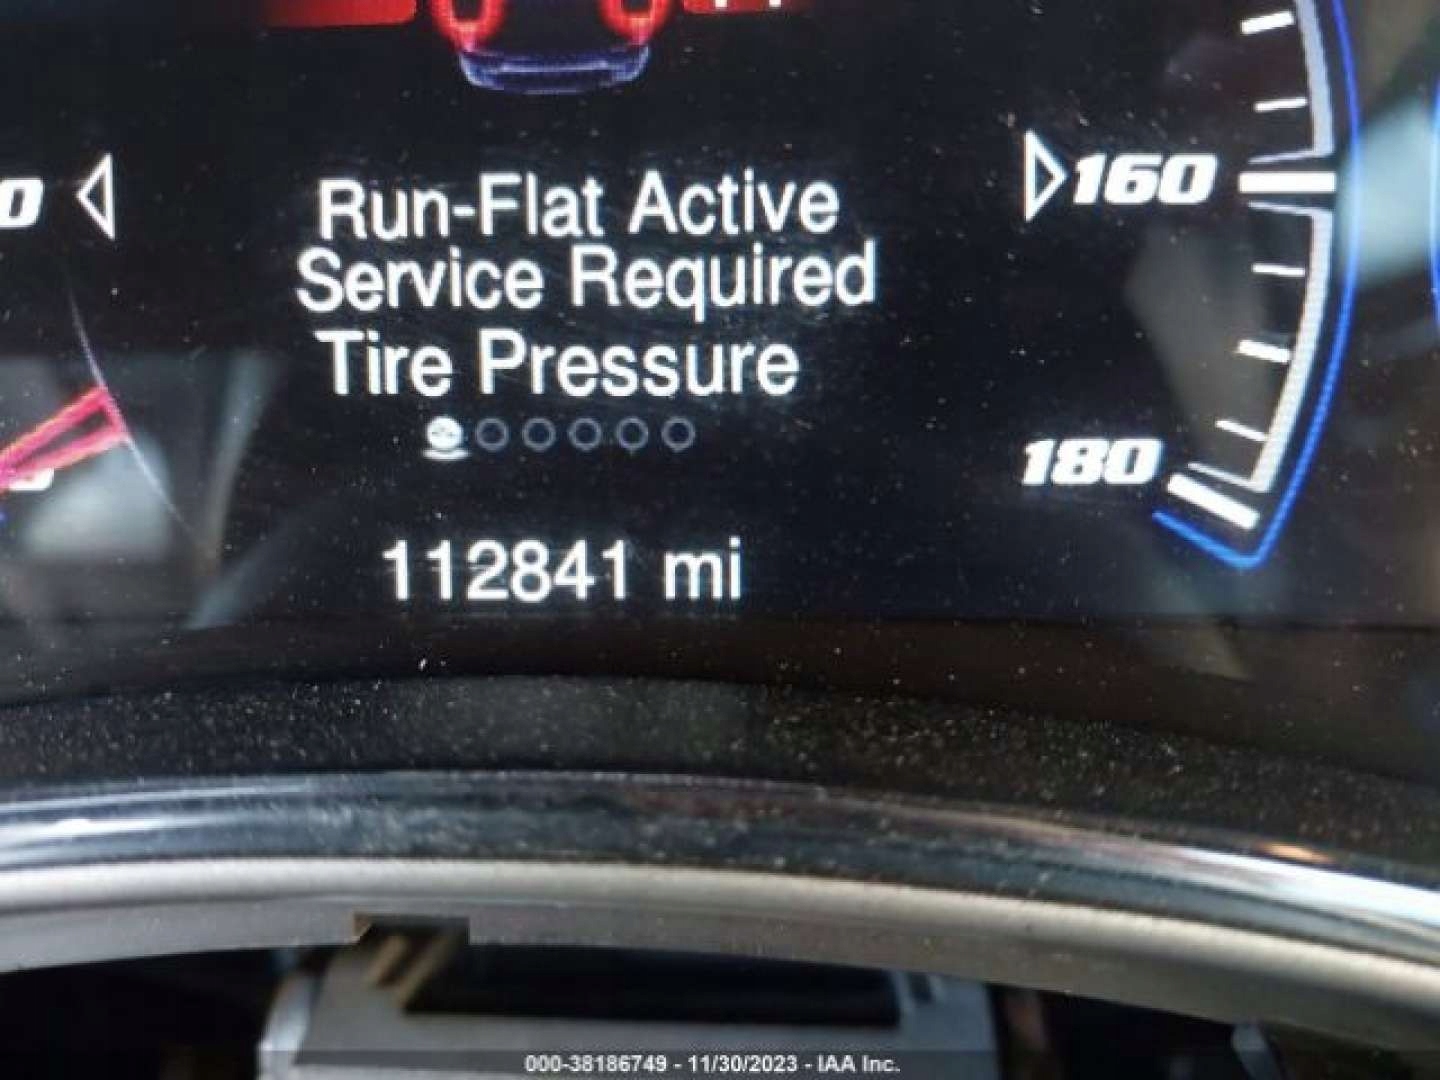 160
Run-Flat Active
Service Required
Tire Pressure
180
112841 mi
000-38186749 - 11/30/2023 - IAA Inc.